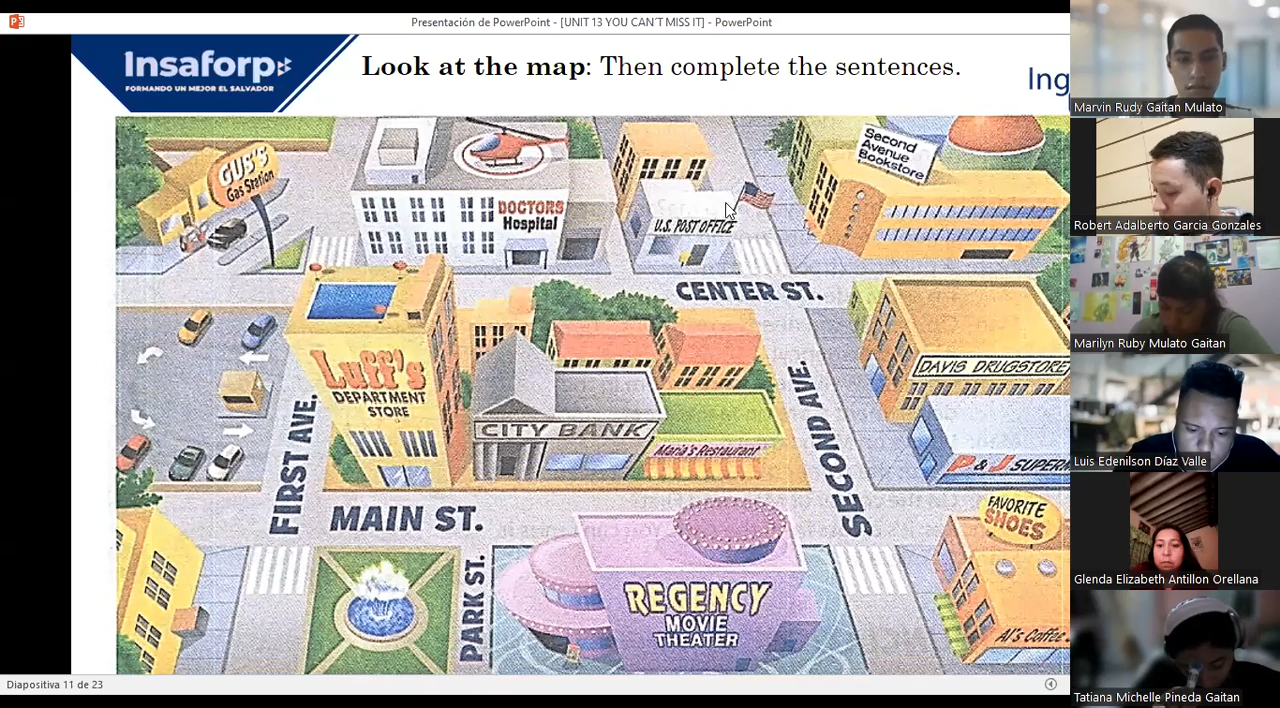 Presentación de PowerPoint - [UNIT 13 YOU CAN´T MISS IT] - PowerPoint
Insaforp
FORMANDO UN MEJOR EL SALVADOR
Look at the map: Then complete the sentences.
Ing
GUS'S
Gas Station
DOCTORS
Hospital
U.S. POST OFFICE
Second
Avenue
Bookstore
CENTER ST.
Luff's
DEPARTMENT
STORE
CITY BANK
Maria's Restaurant
DAVIS DRUGSTORE
P & J SUPERM
FIRST AVE.
SECOND AVE.
MAIN ST.
PARK ST.
REGENCY
MOVIE
THEATER
FAVORITE
SHOES
Al's Coffee
Diapositiva 11 de 23
Marvin Rudy Gaitan Mulato
Robert Adalberto Garcia Gonzales
Marilyn Ruby Mulato Gaitan
Luis Edenilson Díaz Valle
Glenda Elizabeth Antillon Orellana
Tatiana Michelle Pineda Gaitan